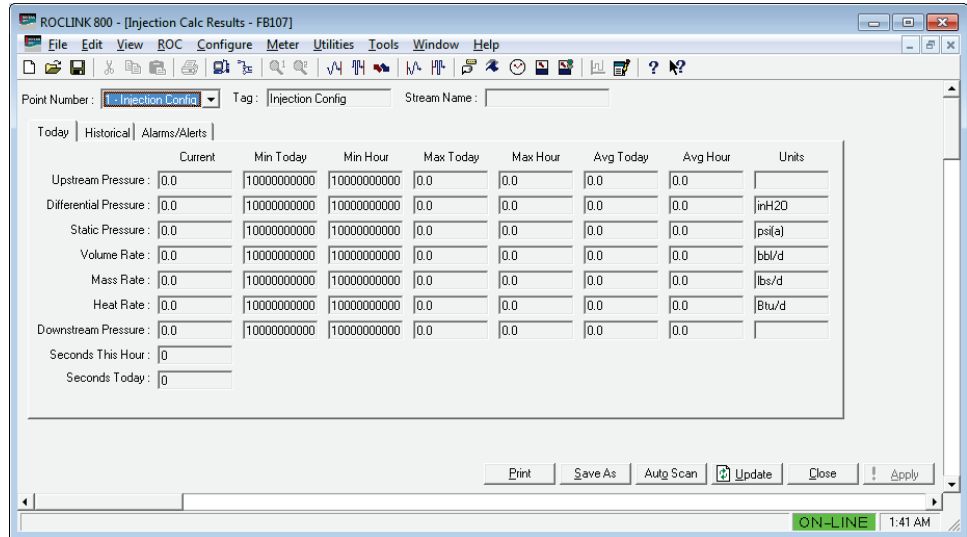 ROCLINK 800 - [Injection Calc Results - FB107]
File Edit View ROC Configure Meter Utilities Tools Window Help
Point Number : 1 - Injection Config Tag : Injection Config Stream Name :
Today Historical Alarms/Alerts
Current Min Today Min Hour Max Today Max Hour Avg Today Avg Hour Units
Upstream Pressure : 0.0 10000000000 10000000000 0.0 0.0 0.0 0.0
Differential Pressure : 0.0 10000000000 10000000000 0.0 0.0 0.0 0.0 inH2O
Static Pressure : 0.0 10000000000 10000000000 0.0 0.0 0.0 0.0 psi(a)
Volume Rate : 0.0 10000000000 10000000000 0.0 0.0 0.0 0.0 bbl/d
Mass Rate : 0.0 10000000000 10000000000 0.0 0.0 0.0 0.0 lbs/d
Heat Rate : 0.0 10000000000 10000000000 0.0 0.0 0.0 0.0 Btu/d
Downstream Pressure : 0.0 10000000000 10000000000 0.0 0.0 0.0 0.0
Seconds This Hour : 0
Seconds Today : 0
Print Save As Auto Scan Update Close ! Apply
ON-LINE 1:41 AM